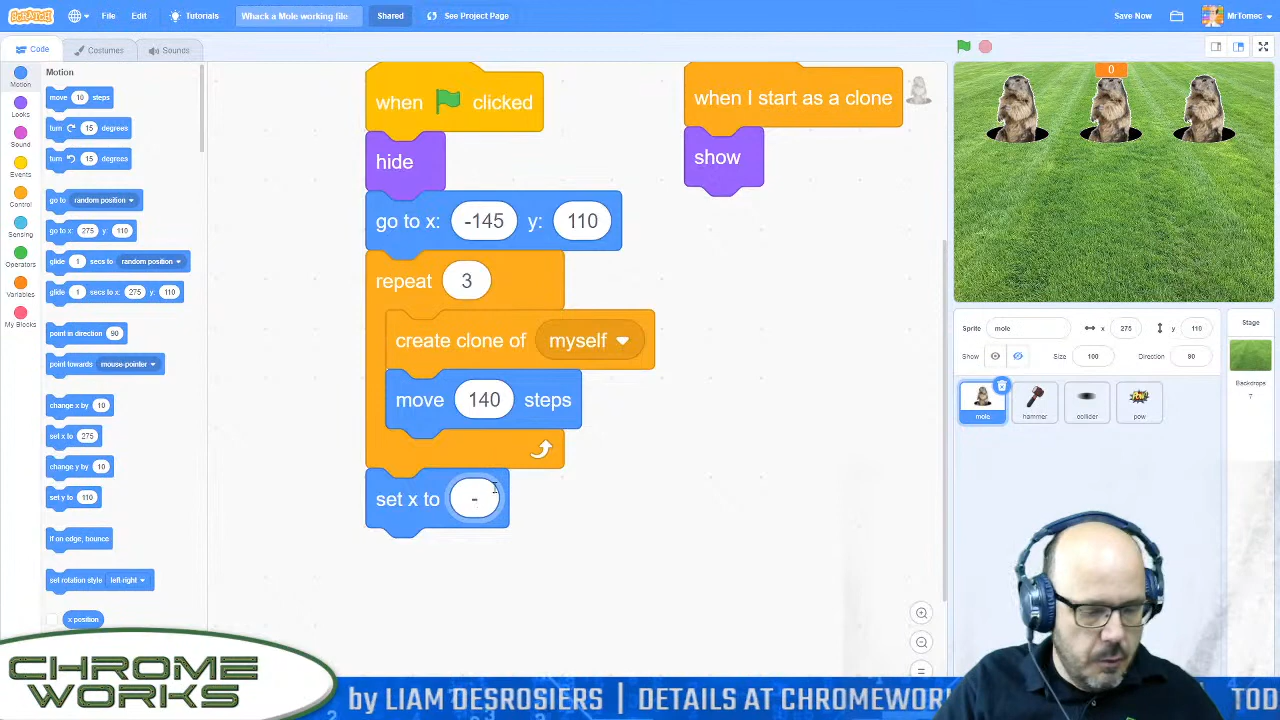 SCRATCH
File
Edit
Tutorials
Whack a Mole working file
Shared
See Project Page
Save Now
MrTomec
Code
Costumes
Sounds
Motion
Looks
Sound
Events
Control
Sensing
Operators
Variables
My Blocks
Motion
move 10 steps
turn 15 degrees
turn 15 degrees
go to random position
go to x: 275 y: 110
glide 1 secs to random position
glide 1 secs to x: 275 y: 110
point in direction 90
point towards mouse-pointer
change x by 10
set x to 275
change y by 10
set y to 110
if on edge, bounce
set rotation style left-right
x position
when clicked
hide
go to x: -145 y: 110
repeat 3
create clone of myself
move 140 steps
set x to -
when I start as a clone
show
0
Sprite mole x 275 y 110
Show Size 100 Direction 90
mole
hammer
collider
pow
Stage
Backdrops
7
CHROME
WORKS
by LIAM DESROSIERS | DETAILS AT CHROMEWOR
TOD